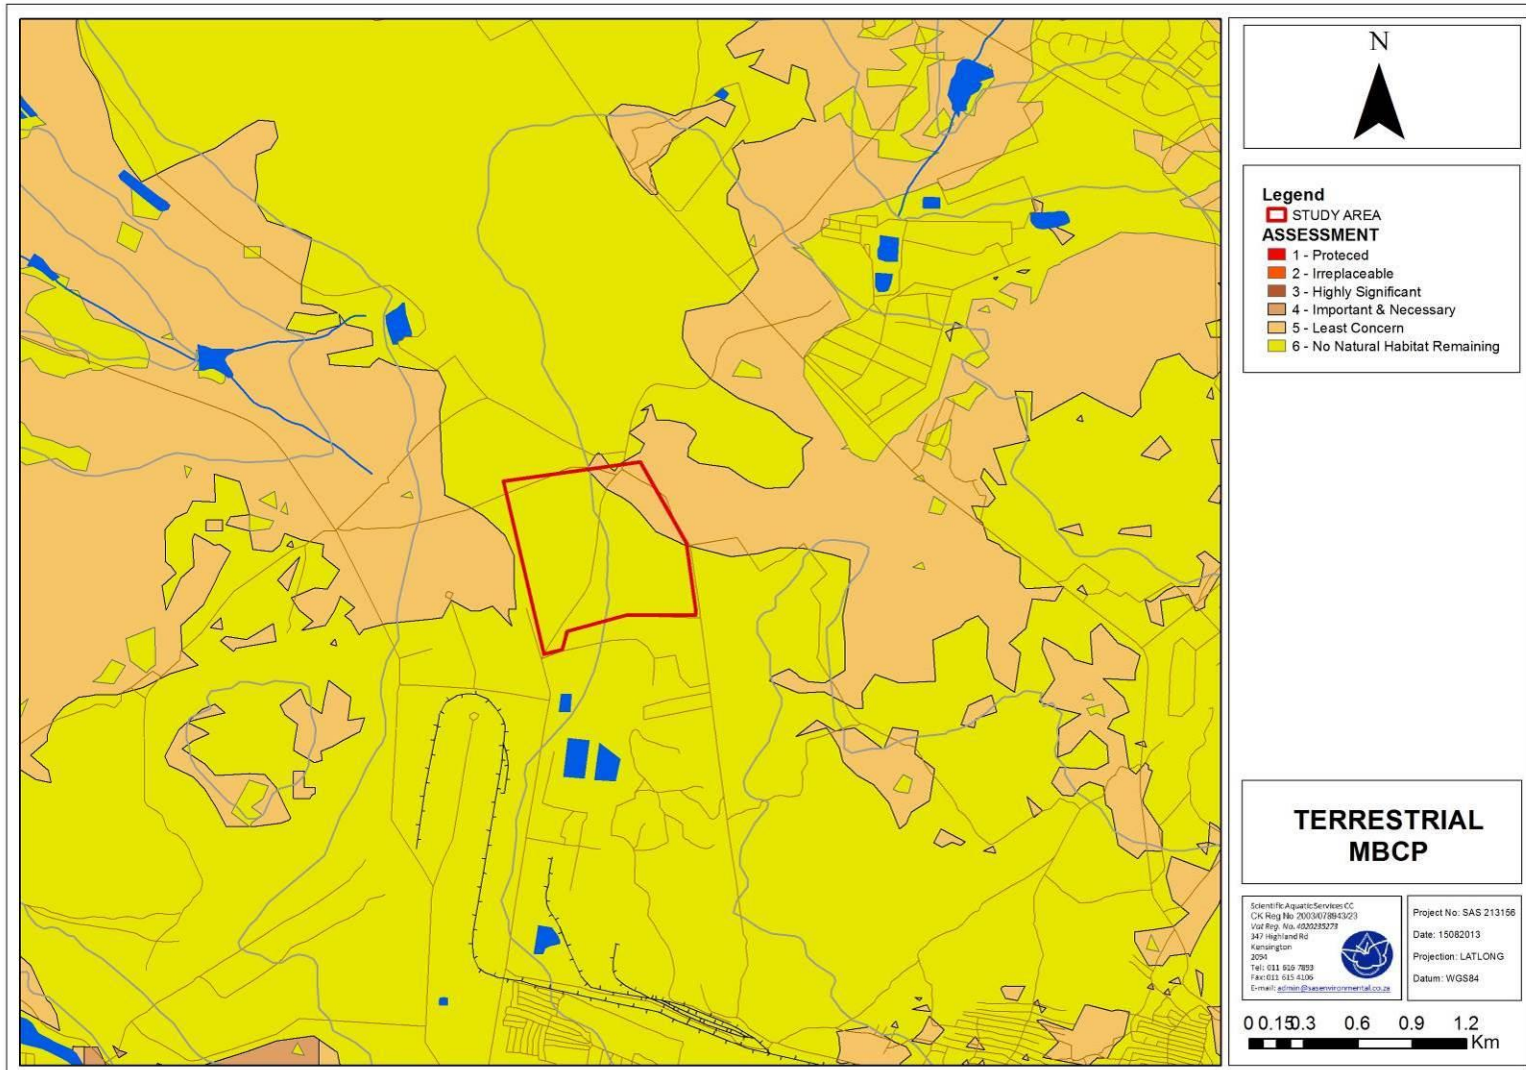 N
Legend
STUDY AREA
ASSESSMENT
1 - Proteced
2 - Irreplaceable
3 - Highly Significant
4 - Important & Necessary
5 - Least Concern
6 - No Natural Habitat Remaining
TERRESTRIAL
MBCP
Scientific Aquatic Services CC
CK Reg No 2003/078943/23
Vat Reg. No. 4020235273
347 Highland Rd
Kensington
2094
Tel: 011 616 7893
Fax: 011 615 4106
E-mail: admin@sasenvironmental.co.za
Project No: SAS 213156
Date: 15082013
Projection: LATLONG
Datum: WGS84
0 0.15 0.3 0.6 0.9 1.2
Km